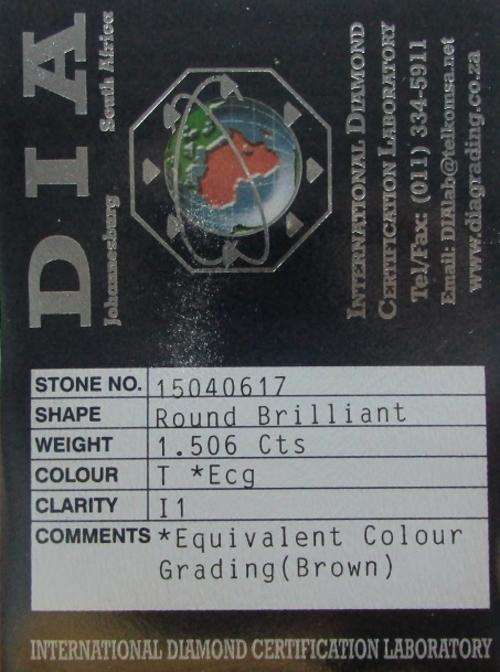 DIA
Johannesburg South Africa
INTERNATIONAL DIAMOND
CERTIFICATION LABORATORY
Tel/Fax: (011) 334-5911
Email: DIAlab@telkomsa.net
www.diagrading.co.za
STONE NO. 15040617
SHAPE Round Brilliant
WEIGHT 1.506 Cts
COLOUR T *Ecg
CLARITY I1
COMMENTS *Equivalent Colour
Grading(Brown)
INTERNATIONAL DIAMOND CERTIFICATION LABORATORY